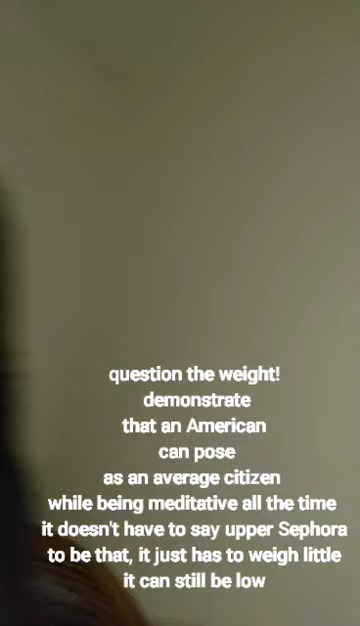 question the weight!
demonstrate
that an American
can pose
as an average citizen
while being meditative all the time
it doesn't have to say upper Sephora
to be that, it just has to weigh little
it can still be low